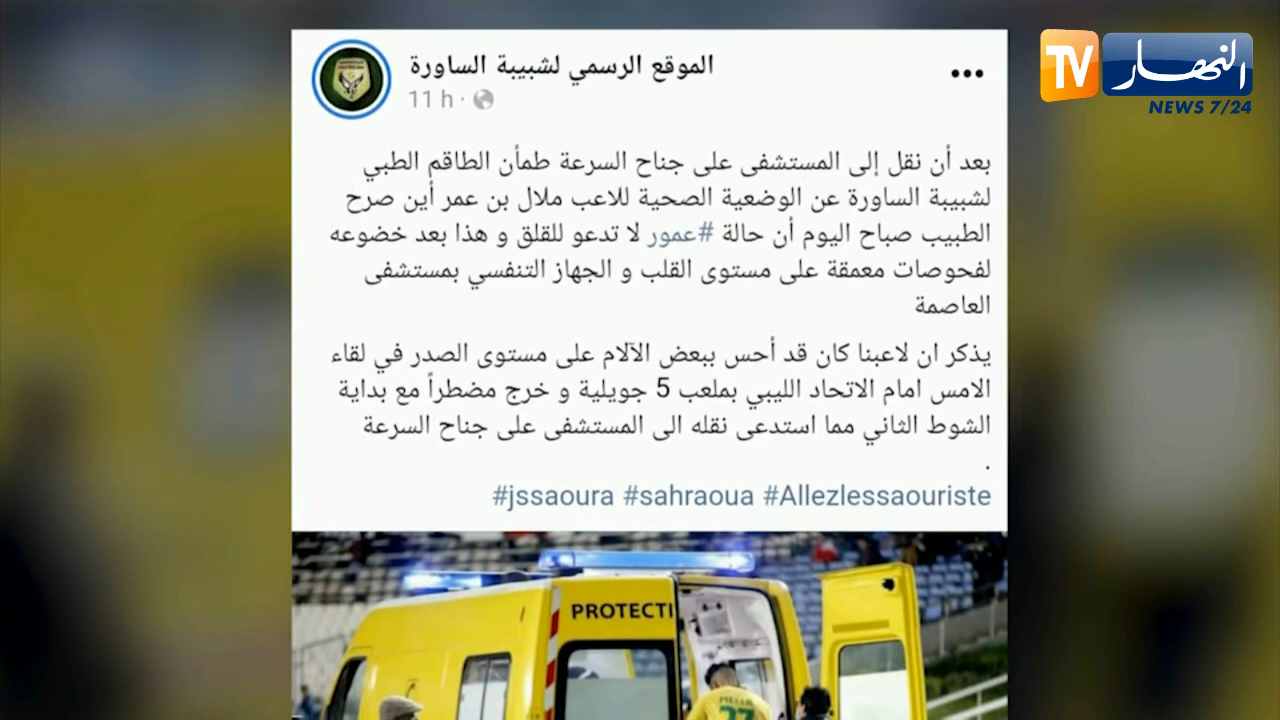 TV النهار
NEWS 7/24
الموقع الرسمي لشبيبة الساورة
11 h ·
بعد أن نقل إلى المستشفى على جناح السرعة طمأن الطاقم الطبي
لشبيبة الساورة عن الوضعية الصحية للاعب ملال بن عمر أين صرح
الطبيب صباح اليوم أن حالة #عمور لا تدعو للقلق و هذا بعد خضوعه
لفحوصات معمقة على مستوى القلب و الجهاز التنفسي بمستشفى
العاصمة
يذكر ان لاعبنا كان قد أحس ببعض الآلام على مستوى الصدر في لقاء
الامس امام الاتحاد الليبي بملعب 5 جويلية و خرج مضطراً مع بداية
الشوط الثاني مما استدعى نقله الى المستشفى على جناح السرعة
.
#jssaoura #sahraoua #Allezlessaouriste
PROTECTI
27